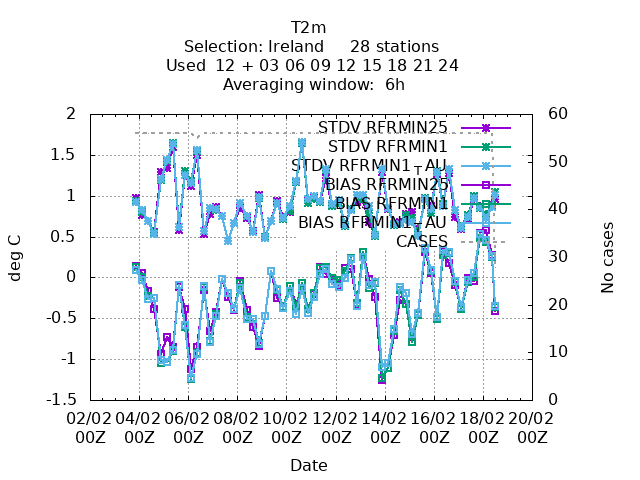 T2m
Selection: Ireland     28 stations
Used  12 + 03 06 09 12 15 18 21 24
Averaging window:  6h
2
1.5
1
0.5
0
-0.5
-1
-1.5
deg C
60
50
40
30
20
10
0
No cases
STDV RFRMIN25
STDV RFRMIN1
STDV RFRMIN1_AU
BIAS RFRMIN25
BIAS RFRMIN1
BIAS RFRMIN1_AU
CASES
02/02 04/02 06/02 08/02 10/02 12/02 14/02 16/02 18/02 20/02
00Z 00Z 00Z 00Z 00Z 00Z 00Z 00Z 00Z 00Z
Date